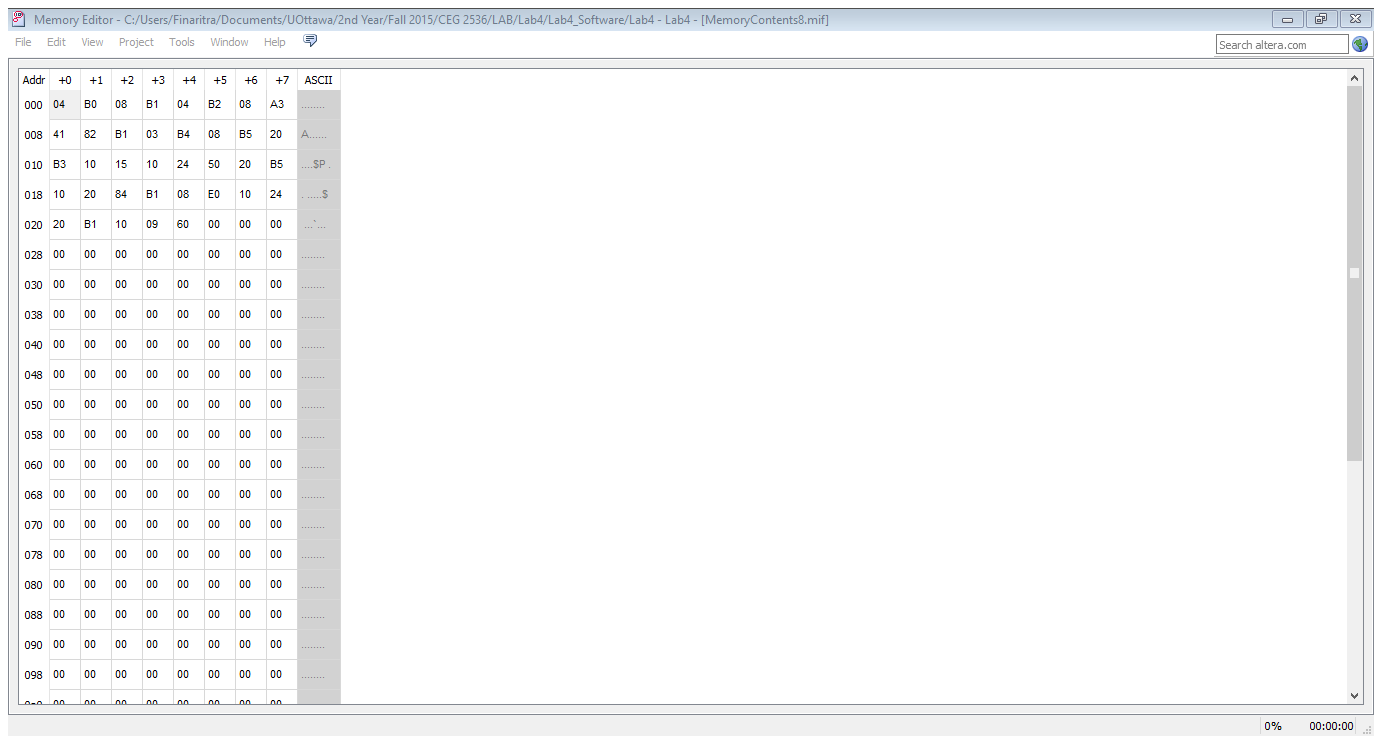 Memory Editor - C:/Users/Finaritra/Documents/UOttawa/2nd Year/Fall 2015/CEG 2536/LAB/Lab4/Lab4_Software/Lab4 - Lab4 - [MemoryContents8.mif]
File Edit View Project Tools Window Help Search altera.com
Addr +0 +1 +2 +3 +4 +5 +6 +7 ASCII
000 04 B0 08 B1 04 B2 08 A3 ........
008 41 82 B1 03 B4 08 B5 20 A......
010 B3 10 15 10 24 50 20 B5 ....$P .
018 10 20 84 B1 08 E0 10 24 . .....$
020 20 B1 10 09 60 00 00 00 ...`...
028 00 00 00 00 00 00 00 00 ........
030 00 00 00 00 00 00 00 00 ........
038 00 00 00 00 00 00 00 00 ........
040 00 00 00 00 00 00 00 00 ........
048 00 00 00 00 00 00 00 00 ........
050 00 00 00 00 00 00 00 00 ........
058 00 00 00 00 00 00 00 00 ........
060 00 00 00 00 00 00 00 00 ........
068 00 00 00 00 00 00 00 00 ........
070 00 00 00 00 00 00 00 00 ........
078 00 00 00 00 00 00 00 00 ........
080 00 00 00 00 00 00 00 00 ........
088 00 00 00 00 00 00 00 00 ........
090 00 00 00 00 00 00 00 00 ........
098 00 00 00 00 00 00 00 00 ........
0% 00:00:00